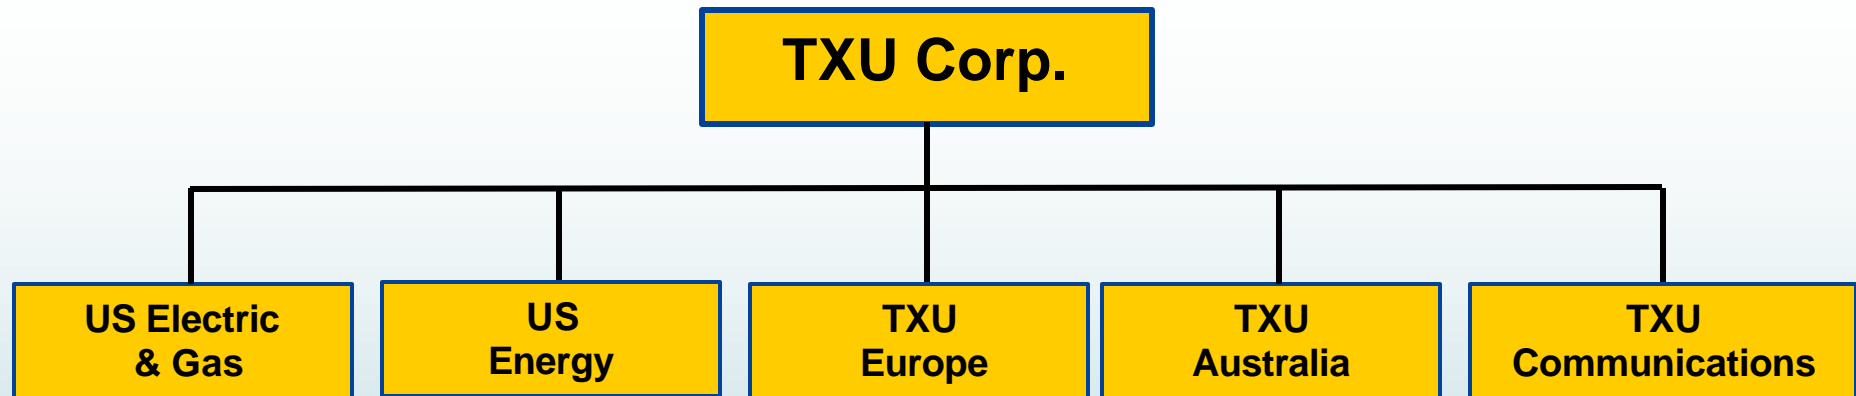 TXU Corp.
US Electric
& Gas
US
Energy
TXU
Europe
TXU
Australia
TXU
Communications